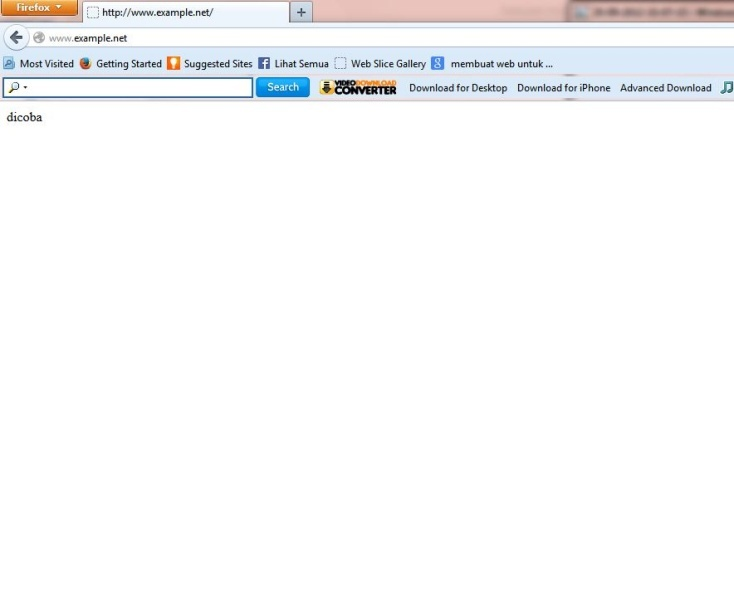 Firefox
http://www.example.net/
www.example.net
Most Visited Getting Started Suggested Sites Lihat Semua Web Slice Gallery membuat web untuk ...
Search VIDEO DOWNLOAD CONVERTER Download for Desktop Download for iPhone Advanced Download
dicoba